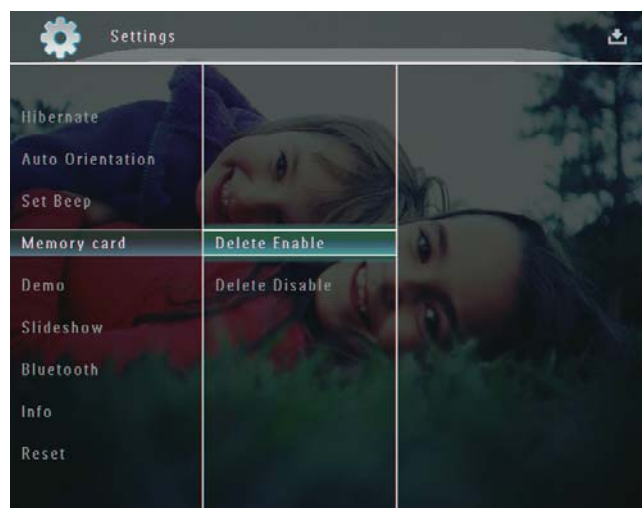 Settings
Hibernate
Auto Orientation
Set Beep
Memory card
Delete Enable
Demo
Delete Disable
Slideshow
Bluetooth
Info
Reset